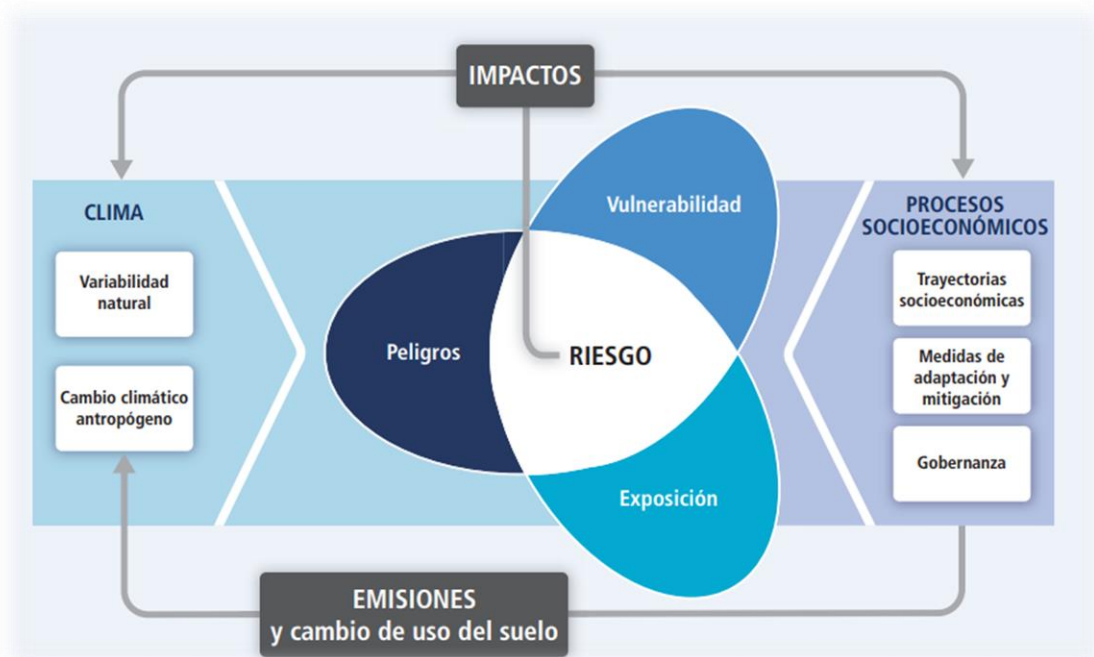 IMPACTOS
CLIMA
Variabilidad
natural
Cambio climático
antropógeno
Vulnerabilidad
Peligros
RIESGO
Exposición
PROCESOS
SOCIOECONÓMICOS
Trayectorias
socioeconómicas
Medidas de
adaptación y
mitigación
Gobernanza
EMISIONES
y cambio de uso del suelo